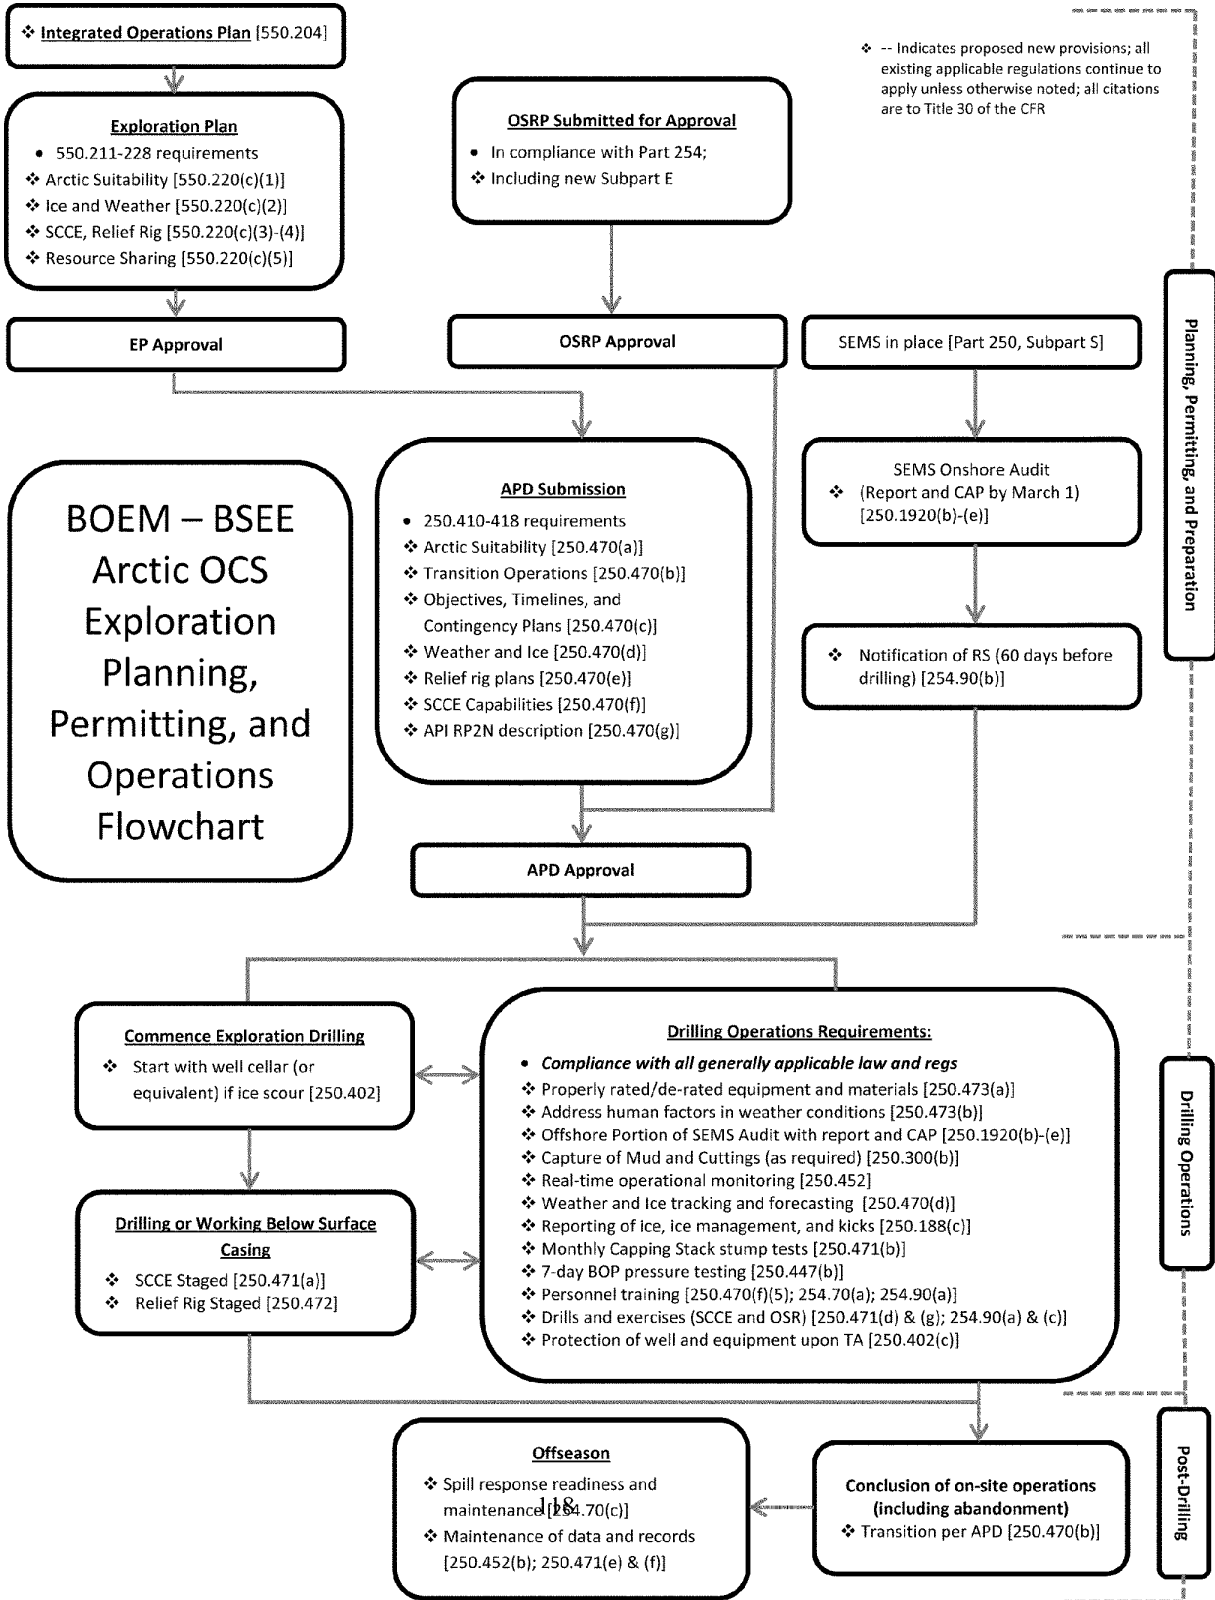 ❖ Integrated Operations Plan [550.204]
❖ -- Indicates proposed new provisions; all
existing applicable regulations continue to
apply unless otherwise noted; all citations
are to Title 30 of the CFR
Exploration Plan
• 550.211-228 requirements
❖ Arctic Suitability [550.220(c)(1)]
❖ Ice and Weather [550.220(c)(2)]
❖ SCCE, Relief Rig [550.220(c)(3)-(4)]
❖ Resource Sharing [550.220(c)(5)]
OSRP Submitted for Approval
• In compliance with Part 254;
❖ Including new Subpart E
EP Approval
OSRP Approval
SEMS in place [Part 250, Subpart S]
Planning, Permitting, and Preparation
BOEM – BSEE
Arctic OCS
Exploration
Planning,
Permitting, and
Operations
Flowchart
APD Submission
• 250.410-418 requirements
❖ Arctic Suitability [250.470(a)]
❖ Transition Operations [250.470(b)]
❖ Objectives, Timelines, and
Contingency Plans [250.470(c)]
❖ Weather and Ice [250.470(d)]
❖ Relief rig plans [250.470(e)]
❖ SCCE Capabilities [250.470(f)]
❖ API RP2N description [250.470(g)]
SEMS Onshore Audit
❖ (Report and CAP by March 1)
[250.1920(b)-(e)]
❖ Notification of RS (60 days before
drilling) [254.90(b)]
APD Approval
Commence Exploration Drilling
❖ Start with well cellar (or
equivalent) if ice scour [250.402]
Drilling or Working Below Surface
Casing
❖ SCCE Staged [250.471(a)]
❖ Relief Rig Staged [250.472]
Drilling Operations Requirements:
• Compliance with all generally applicable law and regs
❖ Properly rated/de-rated equipment and materials [250.473(a)]
❖ Address human factors in weather conditions [250.473(b)]
❖ Offshore Portion of SEMS Audit with report and CAP [250.1920(b)-(e)]
❖ Capture of Mud and Cuttings (as required) [250.300(b)]
❖ Real-time operational monitoring [250.452]
❖ Weather and Ice tracking and forecasting [250.470(d)]
❖ Reporting of ice, ice management, and kicks [250.188(c)]
❖ Monthly Capping Stack stump tests [250.471(b)]
❖ 7-day BOP pressure testing [250.447(b)]
❖ Personnel training [250.470(f)(5); 254.70(a); 254.90(a)]
❖ Drills and exercises (SCCE and OSR) [250.471(d) & (g); 254.90(a) & (c)]
❖ Protection of well and equipment upon TA [250.402(c)]
Drilling Operations
Offseason
❖ Spill response readiness and
maintenance [254.70(c)]
❖ Maintenance of data and records
[250.452(b); 250.471(e) & (f)]
118
Conclusion of on-site operations
(including abandonment)
❖ Transition per APD [250.470(b)]
Post-Drilling